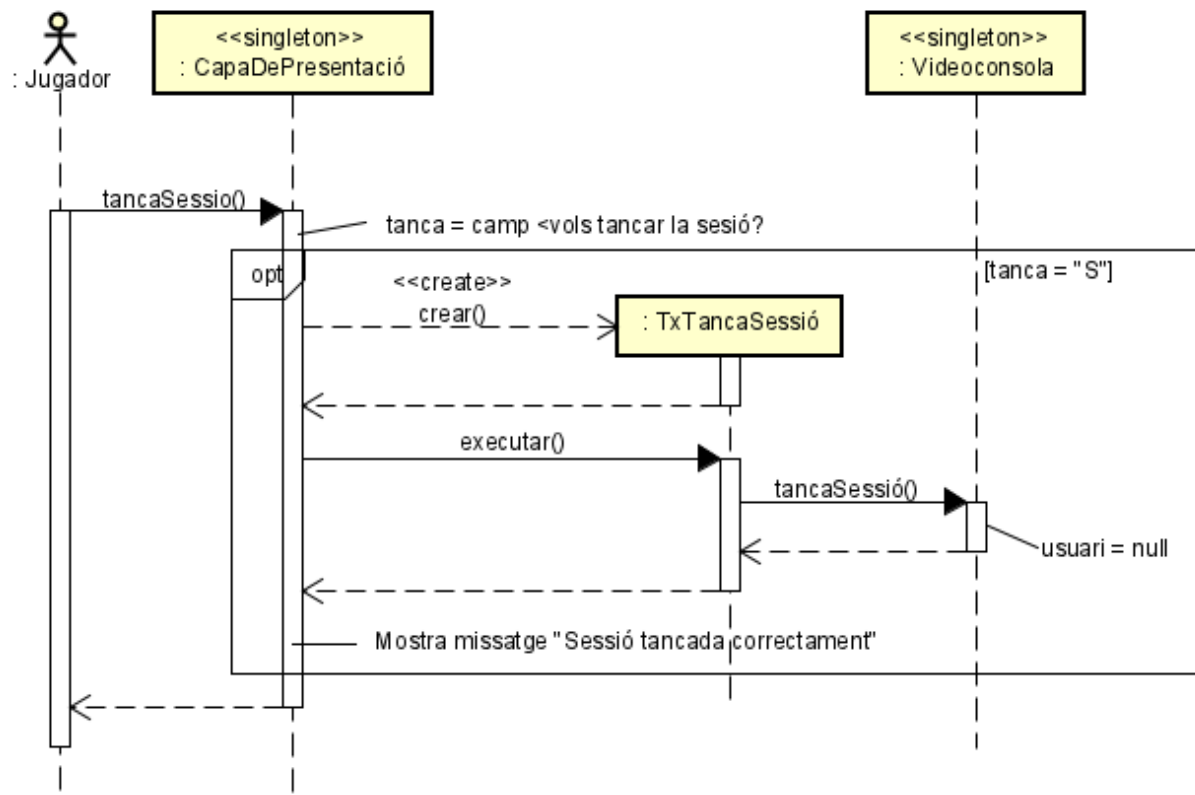 <<singleton>>
: CapaDePresentació
<<singleton>>
: Videoconsola
: Jugador
tancaSessio()
tanca = camp <vols tancar la sesió?
opt
[tanca = "S"]
<<create>>
crear()
: TxTancaSessió
executar()
tancaSessió()
usuari = null
Mostra missatge "Sessió tancada correctament"